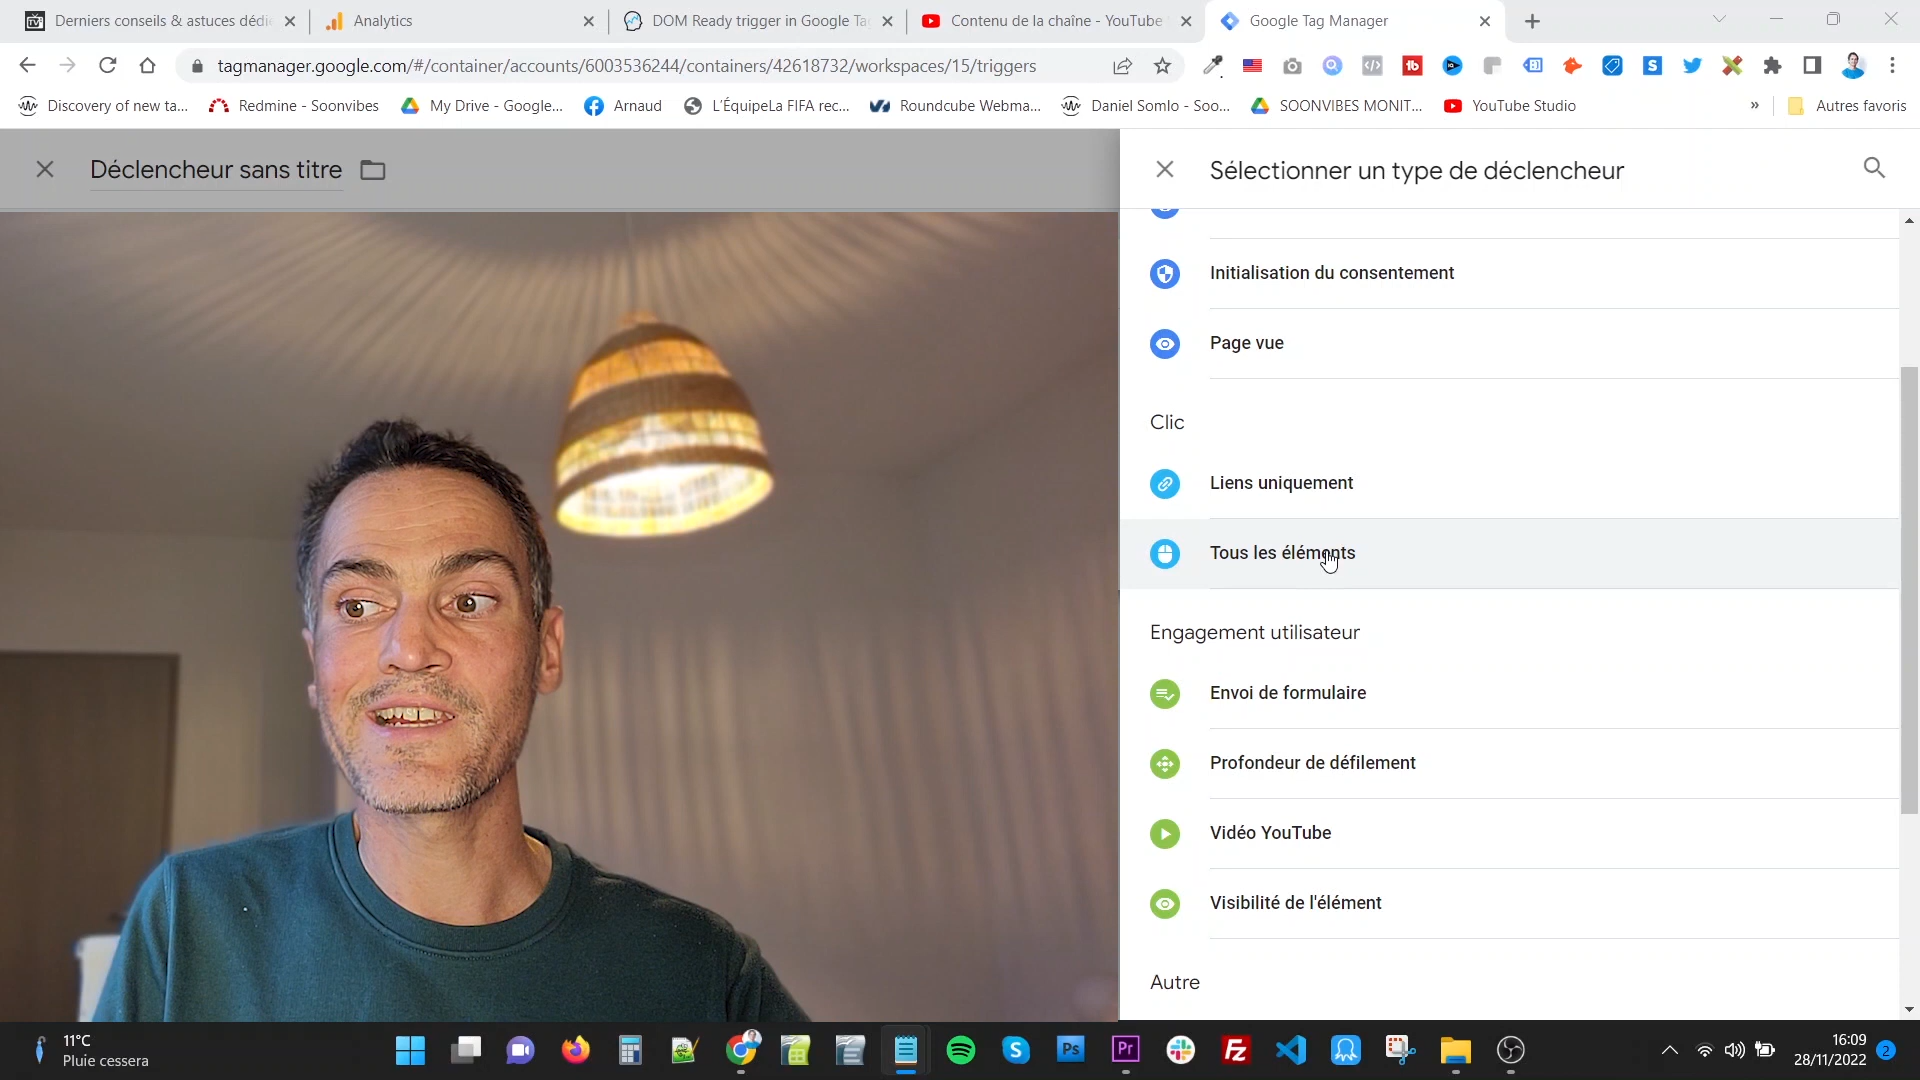 Derniers conseils & astuces dédi
Analytics
DOM Ready trigger in Google Ta
Contenu de la chaîne - YouTube
Google Tag Manager
tagmanager.google.com/#/container/accounts/6003536244/containers/42618732/workspaces/15/triggers
Discovery of new ta...
Redmine - Soonvibes
My Drive - Google...
Arnaud
L'ÉquipeLa FIFA rec...
Roundcube Webma...
Daniel Somlo - Soo...
SOONVIBES MONIT...
YouTube Studio
»
Autres favoris
Déclencheur sans titre
Sélectionner un type de déclencheur
Initialisation du consentement
Page vue
Clic
Liens uniquement
Tous les éléments
Engagement utilisateur
Envoi de formulaire
Profondeur de défilement
Vidéo YouTube
Visibilité de l'élément
Autre
11°C
Pluie cessera
Ps
Pr
Fz
16:09
28/11/2022
2